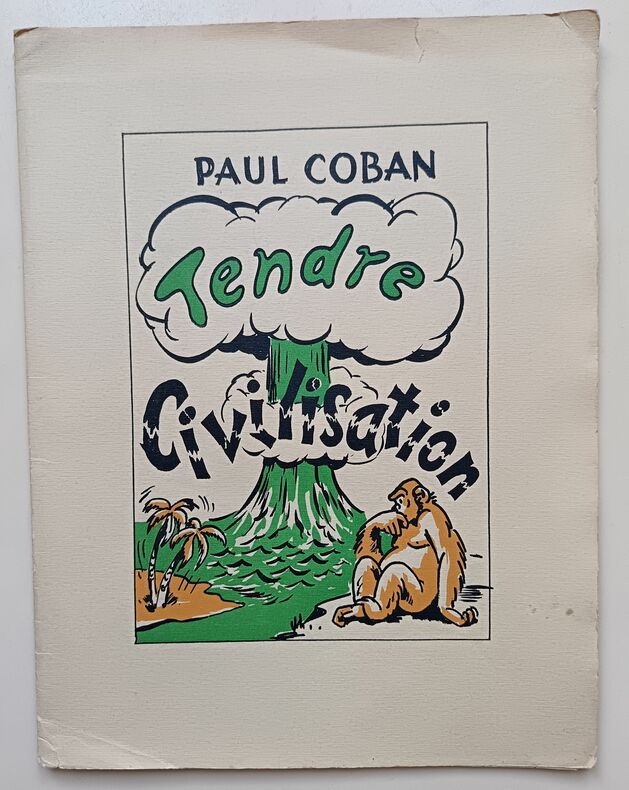 PAUL COBAN
Tendre
Civilisation